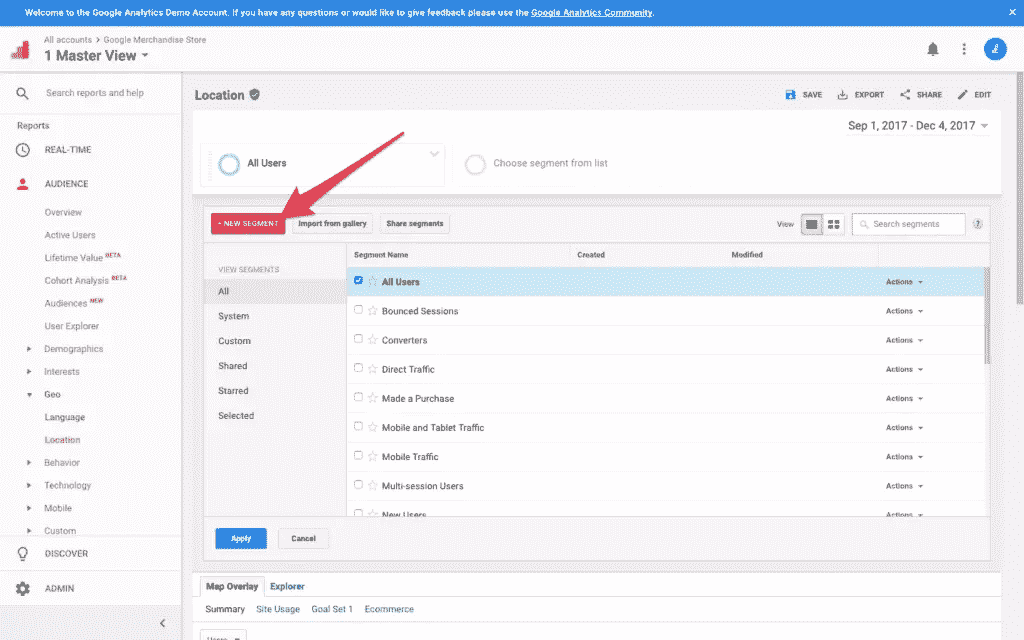 Welcome to the Google Analytics Demo Account. If you have any questions or would like to give feedback please use the Google Analytics Community.
All accounts > Google Merchandise Store
1 Master View
Search reports and help
Reports
REAL-TIME
AUDIENCE
Overview
Active Users
Lifetime Value BETA
Cohort Analysis BETA
Audiences NEW
User Explorer
Demographics
Interests
Geo
Language
Location
Behavior
Technology
Mobile
Custom
DISCOVER
ADMIN
Location
SAVE
EXPORT
SHARE
EDIT
Sep 1, 2017 - Dec 4, 2017
All Users
Choose segment from list
+ NEW SEGMENT
Import from gallery
Share segments
View
Search segments
?
VIEW SEGMENTS
All
System
Custom
Shared
Starred
Selected
Segment Name Created Modified
All Users Actions
Bounced Sessions Actions
Converters Actions
Direct Traffic Actions
Made a Purchase Actions
Mobile and Tablet Traffic Actions
Mobile Traffic Actions
Multi-session Users Actions
New Users Actions
Apply
Cancel
Map Overlay Explorer
Summary Site Usage Goal Set 1 Ecommerce
Users